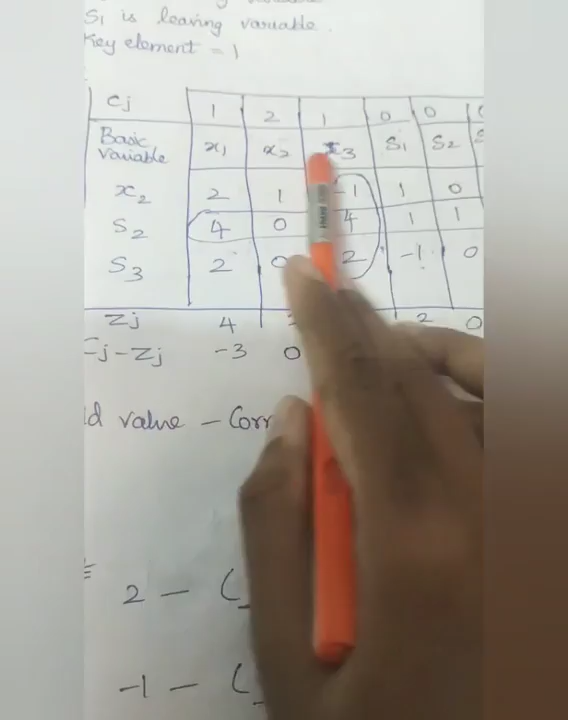 S1 is leaving variable.
Key element = 1
Cj 1 2 1 0 0
Basic variable x1 x2 x3 S1 S2
x2 2 1 -1 1 0
S2 4 0 4 1 1
S3 2 0 2 -1 0
Zj 4 2 0
Cj-Zj -3 0
value - Corr
2 - (
-1 - (